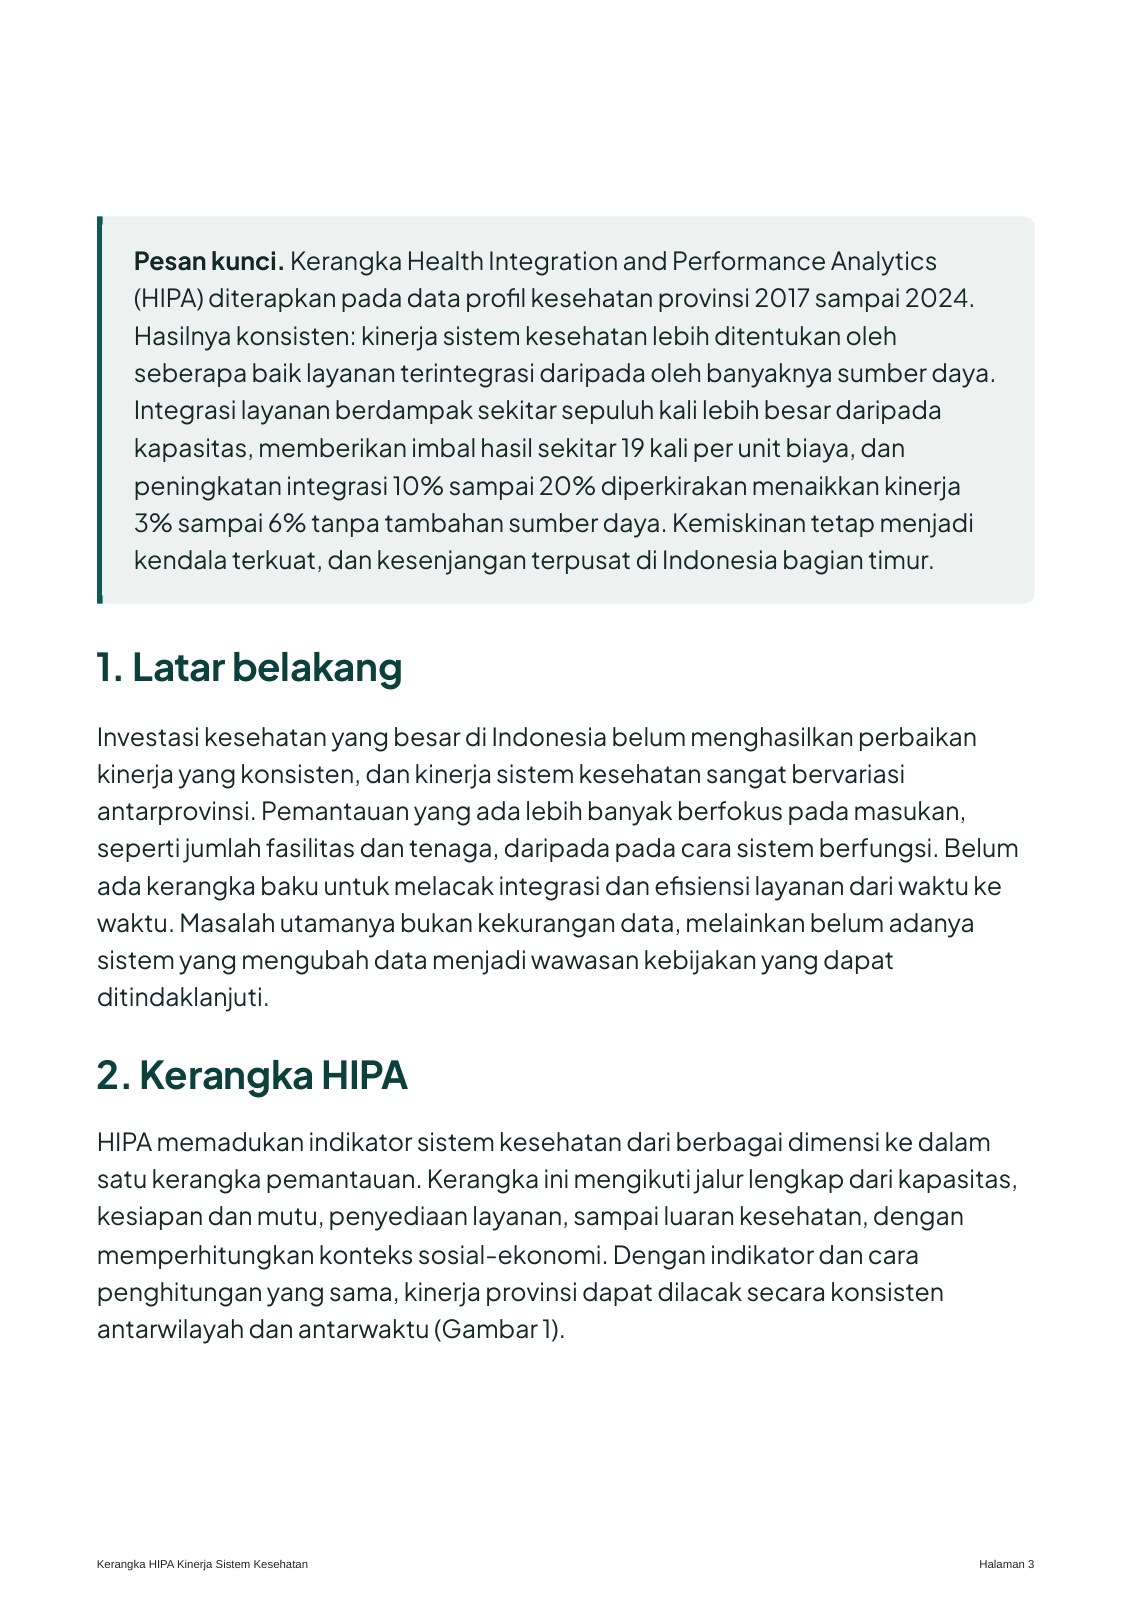 Pesan kunci. Kerangka Health Integration and Performance Analytics
(HIPA) diterapkan pada data profil kesehatan provinsi 2017 sampai 2024.
Hasilnya konsisten: kinerja sistem kesehatan lebih ditentukan oleh
seberapa baik layanan terintegrasi daripada oleh banyaknya sumber daya.
Integrasi layanan berdampak sekitar sepuluh kali lebih besar daripada
kapasitas, memberikan imbal hasil sekitar 19 kali per unit biaya, dan
peningkatan integrasi 10% sampai 20% diperkirakan menaikkan kinerja
3% sampai 6% tanpa tambahan sumber daya. Kemiskinan tetap menjadi
kendala terkuat, dan kesenjangan terpusat di Indonesia bagian timur.
1. Latar belakang
Investasi kesehatan yang besar di Indonesia belum menghasilkan perbaikan
kinerja yang konsisten, dan kinerja sistem kesehatan sangat bervariasi
antarprovinsi. Pemantauan yang ada lebih banyak berfokus pada masukan,
seperti jumlah fasilitas dan tenaga, daripada pada cara sistem berfungsi. Belum
ada kerangka baku untuk melacak integrasi dan efisiensi layanan dari waktu ke
waktu. Masalah utamanya bukan kekurangan data, melainkan belum adanya
sistem yang mengubah data menjadi wawasan kebijakan yang dapat
ditindaklanjuti.
2. Kerangka HIPA
HIPA memadukan indikator sistem kesehatan dari berbagai dimensi ke dalam
satu kerangka pemantauan. Kerangka ini mengikuti jalur lengkap dari kapasitas,
kesiapan dan mutu, penyediaan layanan, sampai luaran kesehatan, dengan
memperhitungkan konteks sosial-ekonomi. Dengan indikator dan cara
penghitungan yang sama, kinerja provinsi dapat dilacak secara konsisten
antarwilayah dan antarwaktu (Gambar 1).
Kerangka HIPA Kinerja Sistem Kesehatan
Halaman 3